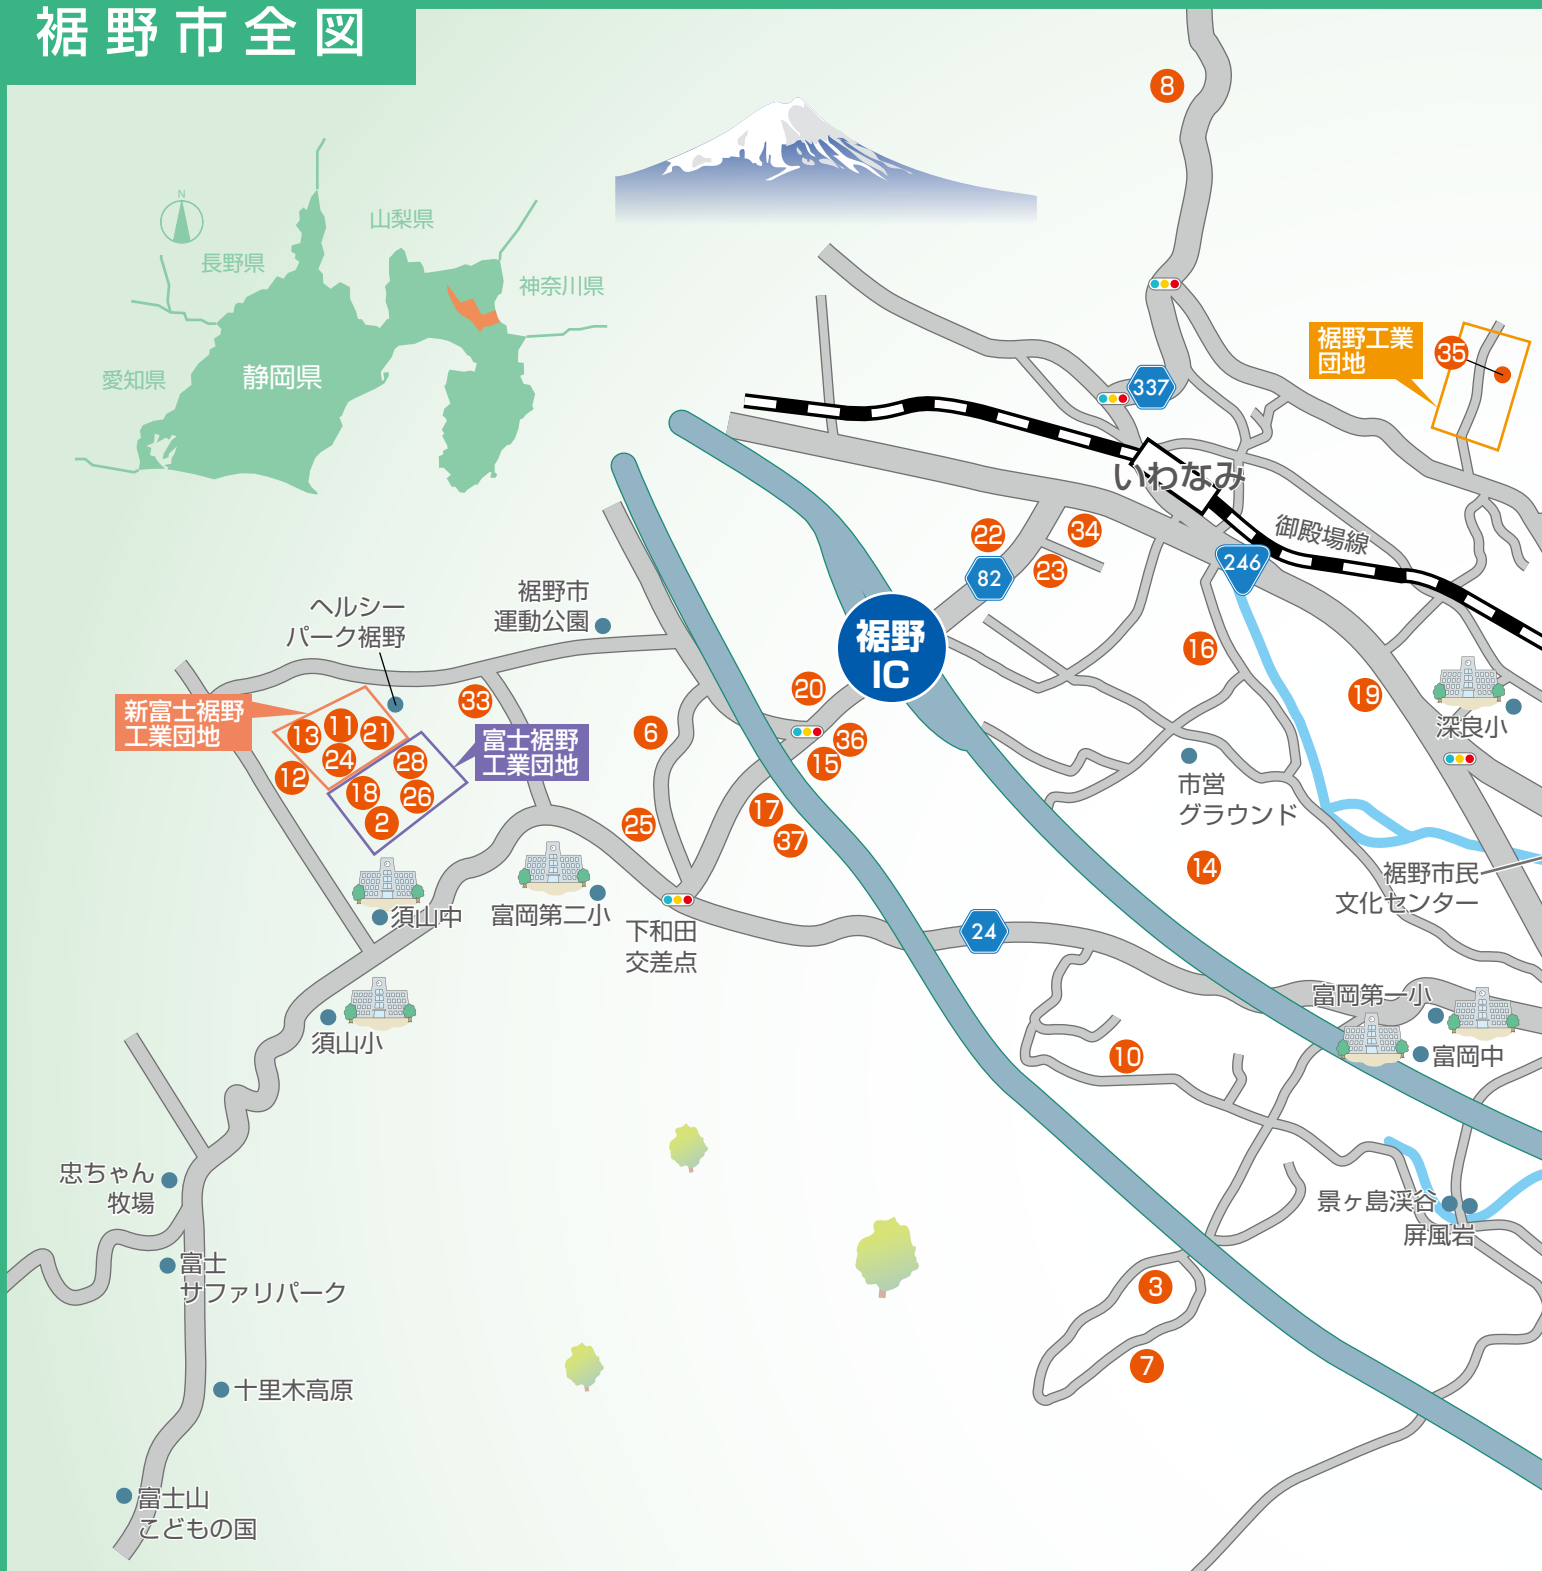 裾野市全図
8
N
山梨県
長野県
神奈川県
愛知県
静岡県
裾野工業
団地
35
337
いわなみ
御殿場線
22
34
82
23
246
裾野市
運動公園
ヘルシー
パーク裾野
裾野
IC
16
20
19
深良小
33
新富士裾野
工業団地
13
11
21
24
12
28
18
26
2
富士裾野
工業団地
6
36
15
市営
グラウンド
17
25
37
14
裾野市民
文化センター
須山中
富岡第二小
下和田
交差点
24
富岡第一小
富岡中
須山小
10
忠ちゃん
牧場
景ヶ島渓谷
屏風岩
富士
サファリパーク
3
7
十里木高原
富士山
こどもの国